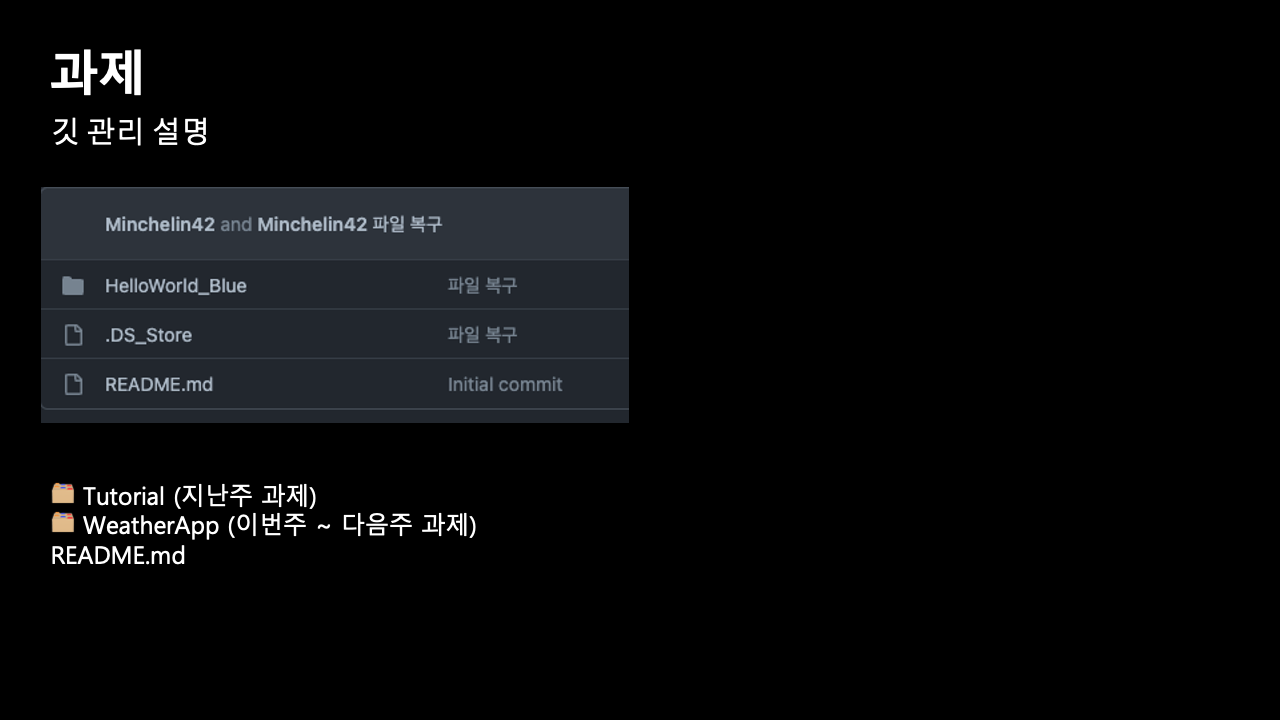 과제
깃 관리 설명
Minchelin42 and Minchelin42 파일 복구
HelloWorld_Blue 파일 복구
.DS_Store 파일 복구
README.md Initial commit
🗂 Tutorial (지난주 과제)
🗂 WeatherApp (이번주 ~ 다음주 과제)
README.md